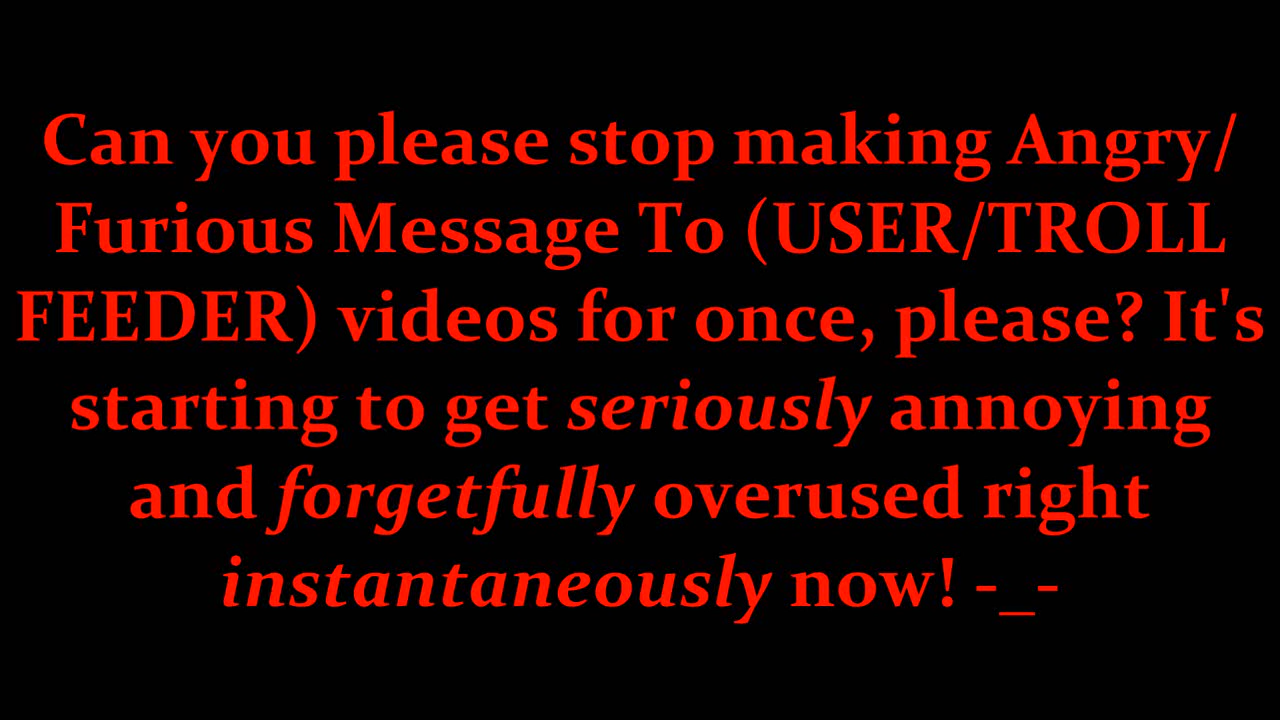 Can you please stop making Angry/
Furious Message To (USER/TROLL
FEEDER) videos for once, please? It's
starting to get seriously annoying
and forgetfully overused right
instantaneously now! -_-